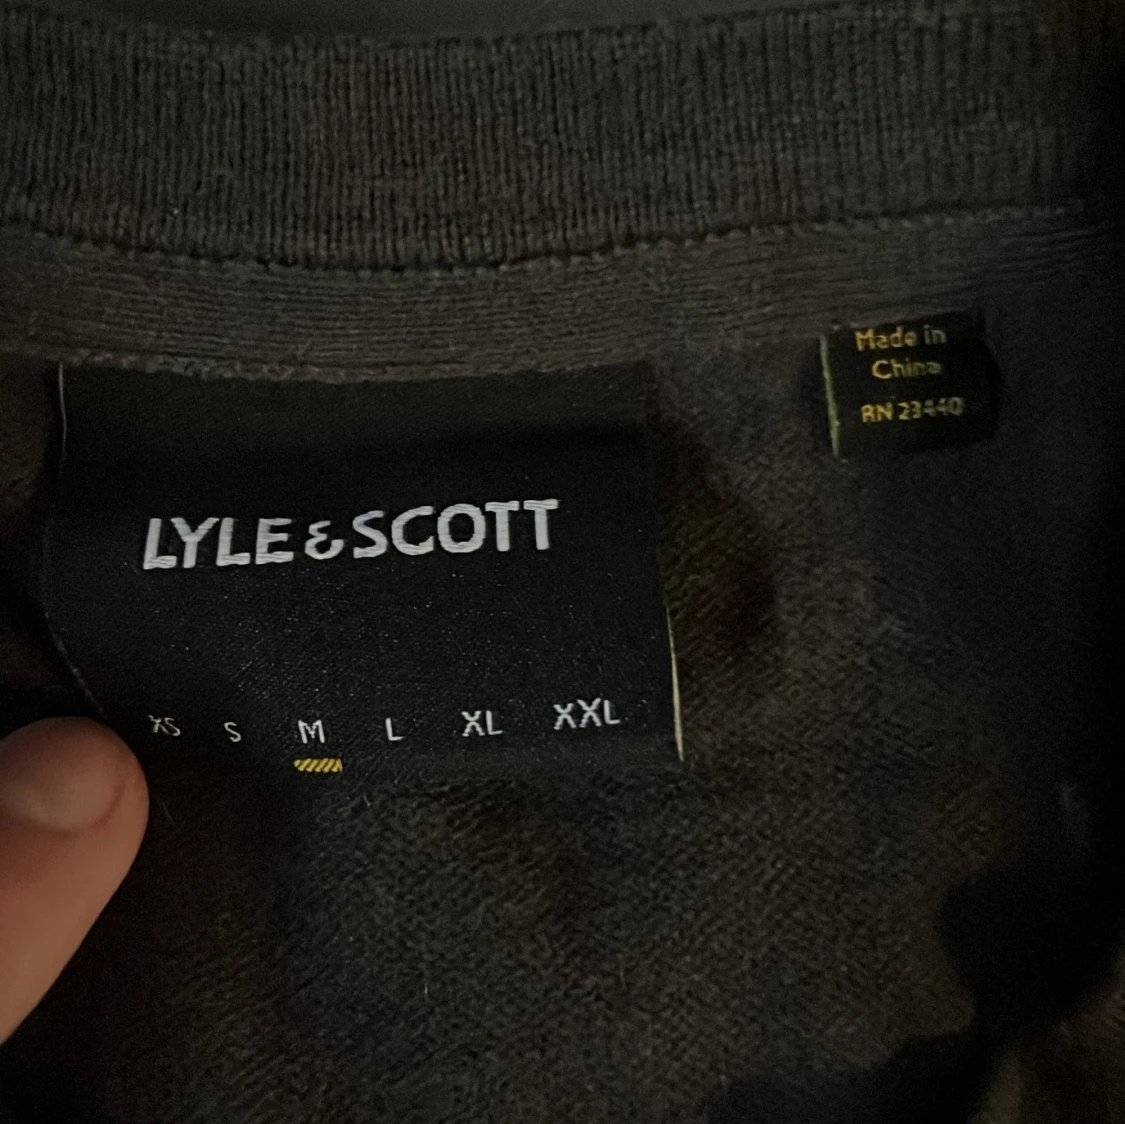 Made in
China
RN 23440
LYLE & SCOTT
XS S M L XL XXL